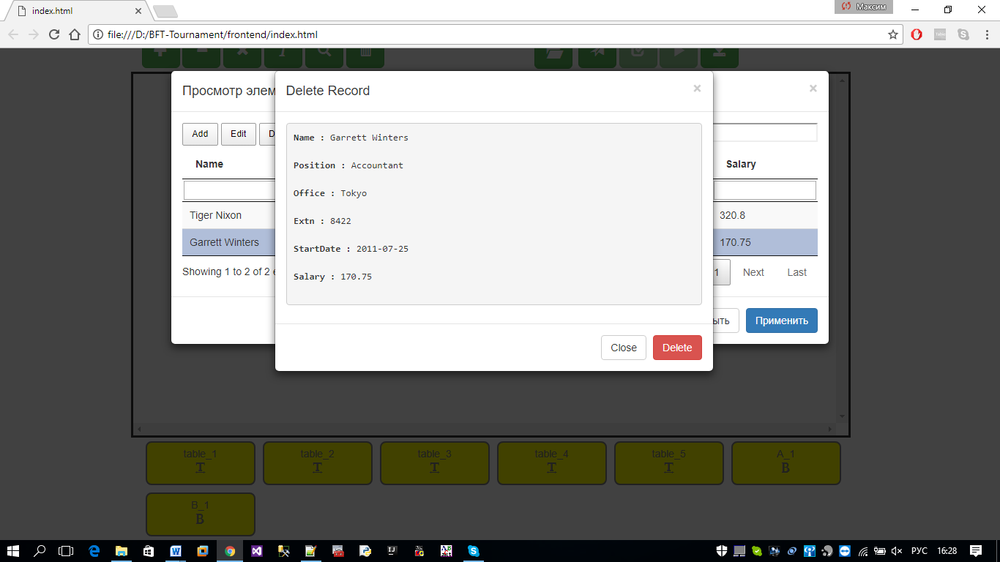 index.html
Максим
file:///D:/BFT-Tournament/frontend/index.html
Просмотр элем
Delete Record
×
×
Add Edit D
Name Salary
Tiger Nixon 320.8
Garrett Winters 170.75
Showing 1 to 2 of 2 e
1 Next Last
ыть Применить
Name : Garrett Winters
Position : Accountant
Office : Tokyo
Extn : 8422
StartDate : 2011-07-25
Salary : 170.75
Close Delete
table_1 table_2 table_3 table_4 table_5 A_1
T T T T T B
B_1
B
РУС 16:28